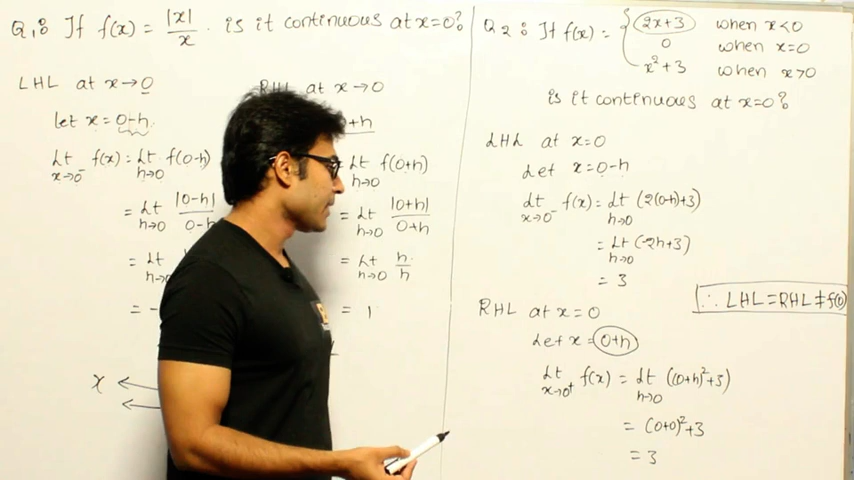 Q1: If f(x) = |x|/x . is it continuous at x=0?
LHL at x→0
let x = 0-h.
Lt x→0⁻ f(x) = Lt h→0 f(0-h)
= Lt h→0 |0-h|/0-h
= Lt h→0
= -
x
RHL at x→0
0+h
Lt h→0 f(0+h)
= Lt h→0 |0+h|/0+h
= Lt h→0 h/h
= 1
Q2: If f(x) = { 2x+3 when x<0
0 when x=0
x²+3 when x>0
is it continuous at x=0?
LHL at x=0
Let x=0-h
Lt x→0⁻ f(x) = Lt h→0 (2(0-h)+3)
= Lt h→0 (-2h+3)
= 3
∴ LHL=RHL≠f(0)
RHL at x=0
Let x=0+h
Lt x→0⁺ f(x) = Lt h→0 ((0+h)²+3)
= (0+0)²+3
= 3